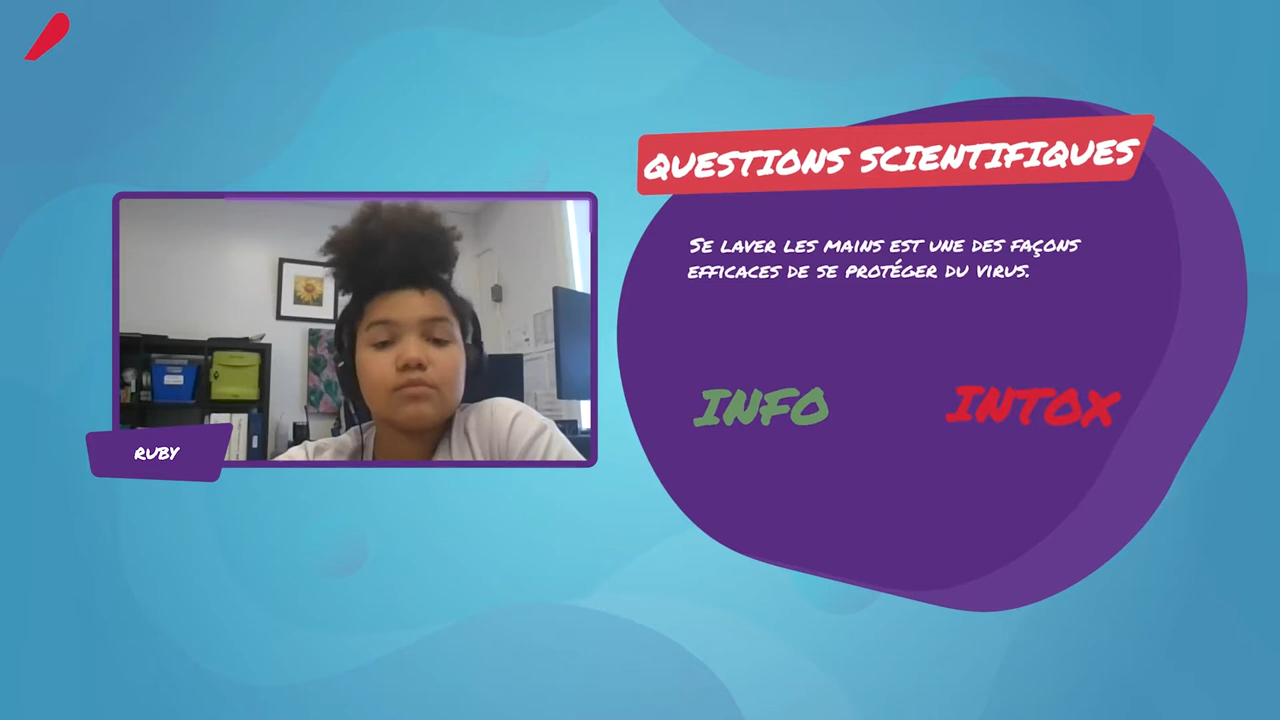 QUESTIONS SCIENTIFIQUES
SE LAVER LES MAINS EST UNE DES FAÇONS
EFFICACES DE SE PROTÉGER DU VIRUS.
INFO
INTOX
RUBY